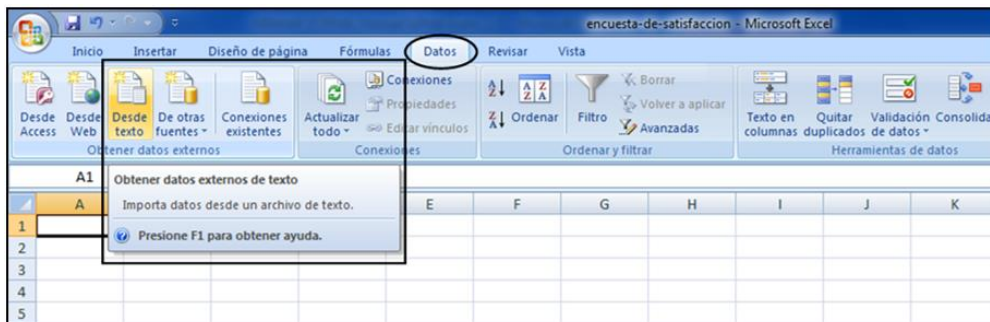 encuesta-de-satisfaccion - Microsoft Excel
Inicio Insertar Diseño de página Fórmulas Datos Revisar Vista
Desde Access
Desde Web
Desde texto
De otras fuentes
Conexiones existentes
Obtener datos externos
Actualizar todo
Conexiones
Propiedades
Editar vínculos
Conexiones
Ordenar
Filtro
Borrar
Volver a aplicar
Avanzadas
Ordenar y filtrar
Texto en columnas
Quitar duplicados
Validación de datos
Consolida
Herramientas de datos
A1
Obtener datos externos de texto
Importa datos desde un archivo de texto.
Presione F1 para obtener ayuda.
A E F G H I J K
1
2
3
4
5